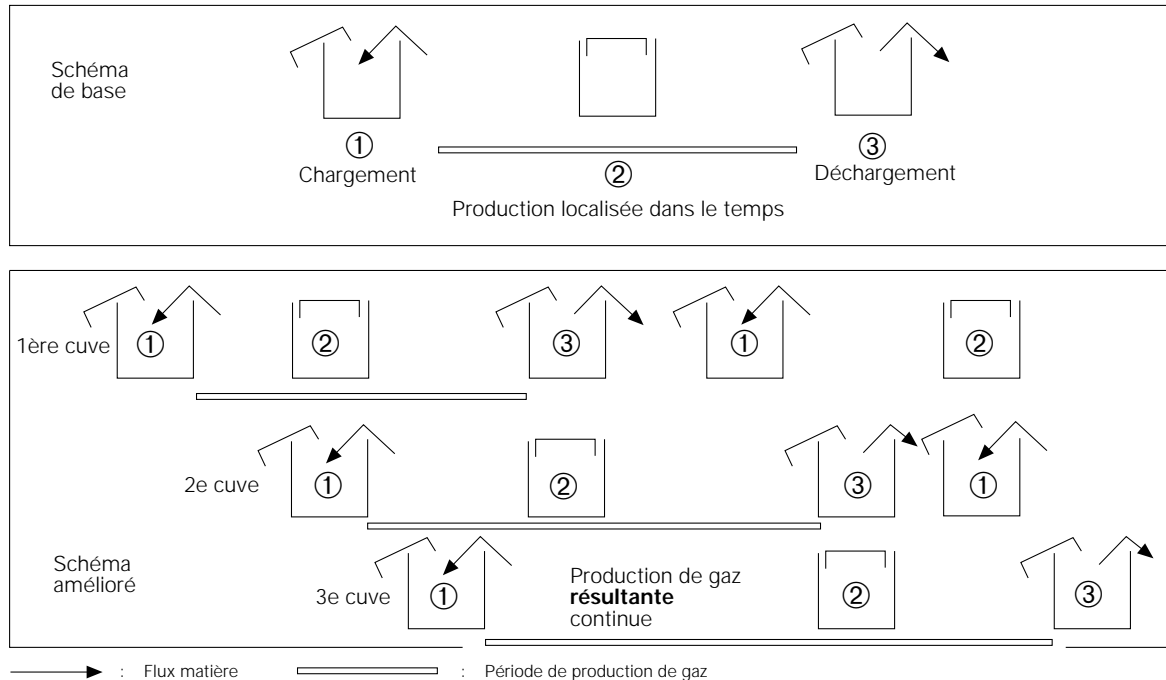 Schéma
de base
①
Chargement
②
Production localisée dans le temps
③
Déchargement
1ère cuve
①
②
③
①
②
2e cuve
①
②
③
①
Schéma
amélioré
3e cuve
①
Production de gaz
résultante
continue
②
③
: Flux matière
: Période de production de gaz